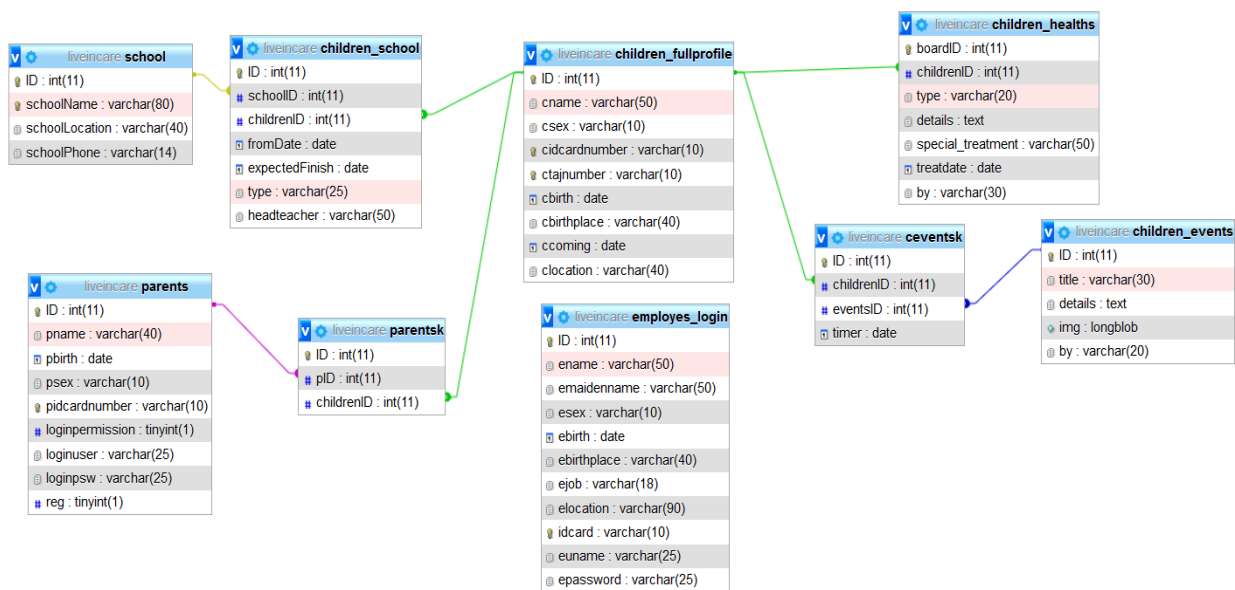 liveincare school
ID : int(11)
schoolName : varchar(80)
schoolLocation : varchar(40)
schoolPhone : varchar(14)
liveincare children_school
ID : int(11)
schoolID : int(11)
childrenID : int(11)
fromDate : date
expectedFinish : date
type : varchar(25)
headteacher : varchar(50)
liveincare children_fullprofile
ID : int(11)
cname : varchar(50)
csex : varchar(10)
cidcardnumber : varchar(10)
ctajnumber : varchar(10)
cbirth : date
cbirthplace : varchar(40)
ccoming : date
clocation : varchar(40)
liveincare children_healths
boardID : int(11)
childrenID : int(11)
type : varchar(20)
details : text
special_treatment : varchar(50)
treatdate : date
by : varchar(30)
liveincare parents
ID : int(11)
pname : varchar(40)
pbirth : date
psex : varchar(10)
pidcardnumber : varchar(10)
loginpermission : tinyint(1)
loginuser : varchar(25)
loginpsw : varchar(25)
reg : tinyint(1)
liveincare parentsk
ID : int(11)
pID : int(11)
childrenID : int(11)
liveincare employes_login
ID : int(11)
ename : varchar(50)
emaidenname : varchar(50)
esex : varchar(10)
ebirth : date
ebirthplace : varchar(40)
ejob : varchar(18)
elocation : varchar(90)
idcard : varchar(10)
euname : varchar(25)
epassword : varchar(25)
liveincare ceventsk
ID : int(11)
childrenID : int(11)
eventsID : int(11)
timer : date
liveincare children_events
ID : int(11)
title : varchar(30)
details : text
img : longblob
by : varchar(20)